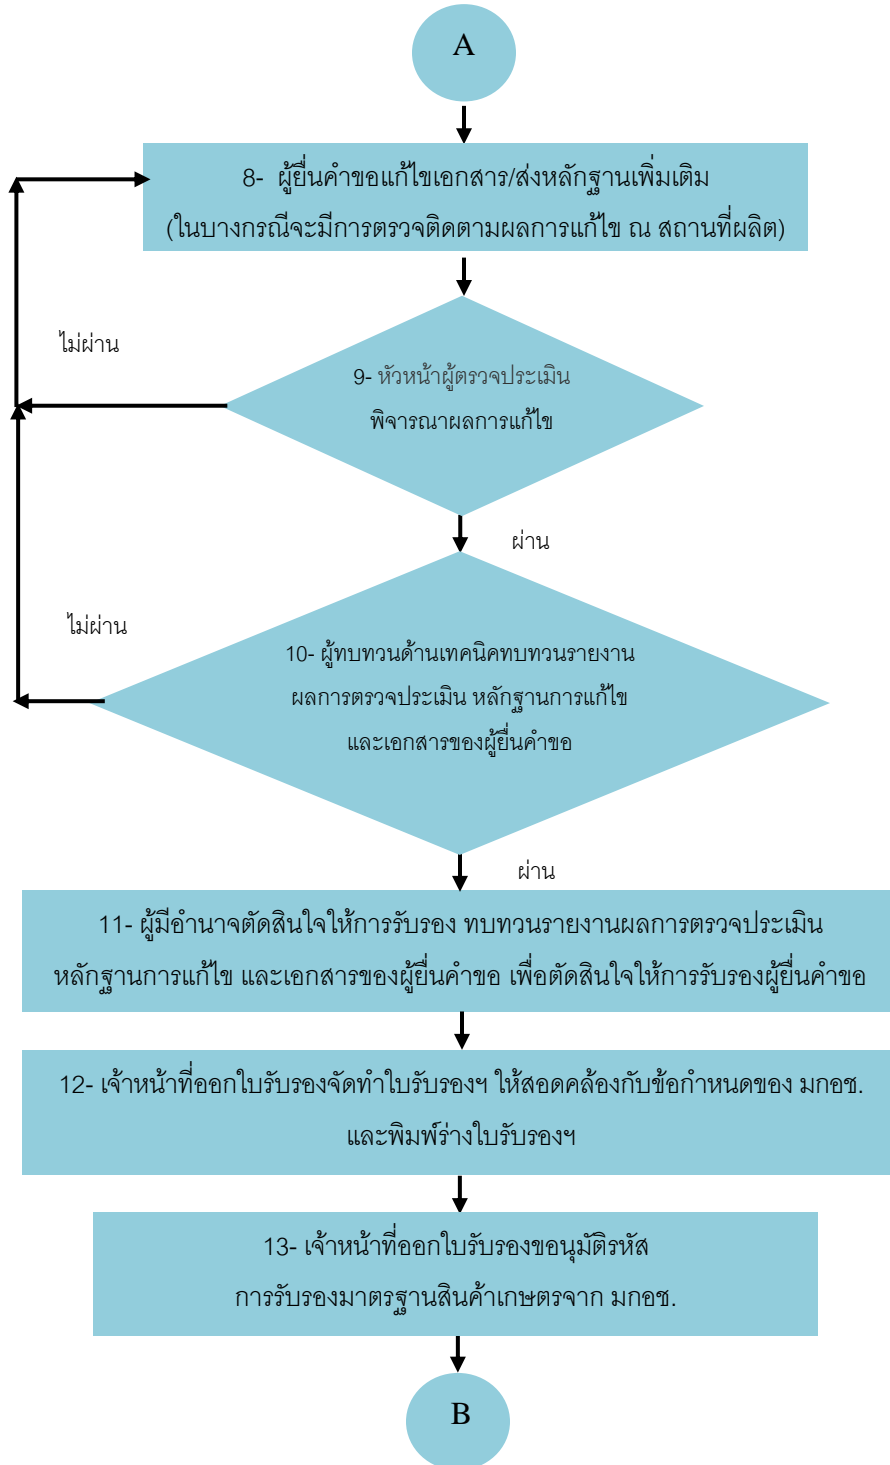 A
8- ผู้ยื่นคำขอแก้ไขเอกสาร/ส่งหลักฐานเพิ่มเติม
(ในบางกรณีจะมีการตรวจติดตามผลการแก้ไข ณ สถานที่ผลิต)
ไม่ผ่าน
9- หัวหน้าผู้ตรวจประเมิน
พิจารณาผลการแก้ไข
ผ่าน
ไม่ผ่าน
10- ผู้ทบทวนด้านเทคนิคทบทวนรายงาน
ผลการตรวจประเมิน หลักฐานการแก้ไข
และเอกสารของผู้ยื่นคำขอ
ผ่าน
11- ผู้มีอำนาจตัดสินใจให้การรับรอง ทบทวนรายงานผลการตรวจประเมิน
หลักฐานการแก้ไข และเอกสารของผู้ยื่นคำขอ เพื่อตัดสินใจให้การรับรองผู้ยื่นคำขอ
12- เจ้าหน้าที่ออกใบรับรองจัดทำใบรับรองฯ ให้สอดคล้องกับข้อกำหนดของ มกอช.
และพิมพ์ร่างใบรับรองฯ
13- เจ้าหน้าที่ออกใบรับรองขอนุมัติรหัส
การรับรองมาตรฐานสินค้าเกษตรจาก มกอช.
B